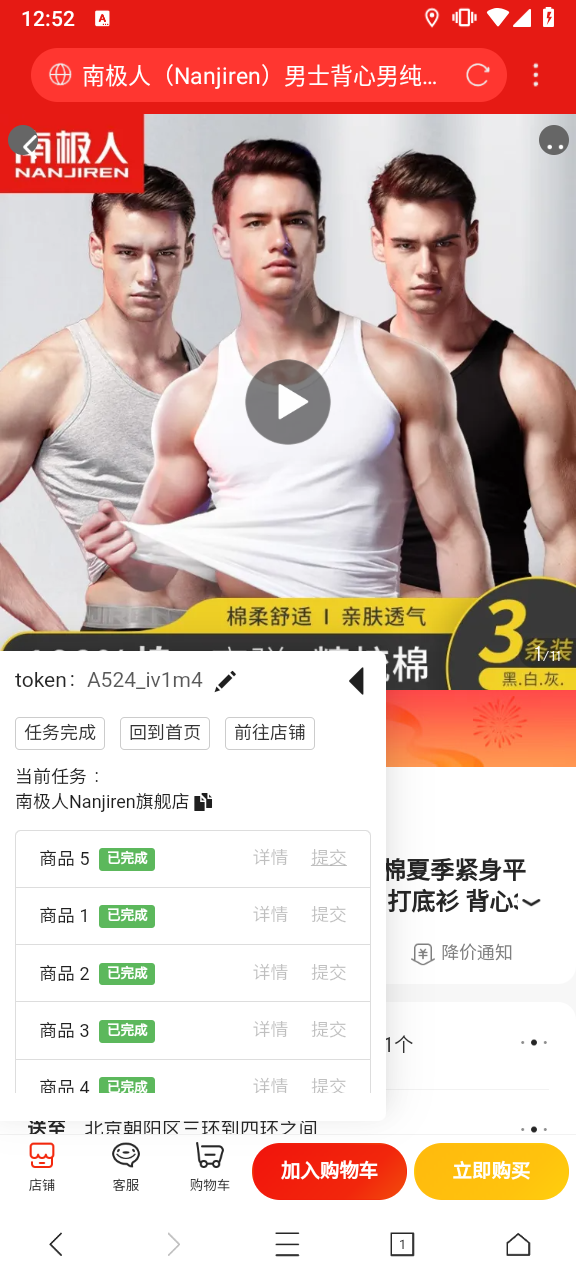 12:52
A
南极人（Nanjiren）男士背心男纯...
南极人
NANJIREN
棉柔舒适 I 亲肤透气
3条装
黑.白.灰.
1/11
token： A524_iv1m4
任务完成 回到首页 前往店铺
当前任务：
南极人Nanjiren旗舰店
商品 5 已完成 详情 提交
商品 1 已完成 详情 提交
商品 2 已完成 详情 提交
商品 3 已完成 详情 提交
商品 4 已完成 详情 提交
棉夏季紧身平
打底衫 背心
降价通知
1个
送至 北京朝阳区三环到四环之间
店铺 客服 购物车 加入购物车 立即购买
1